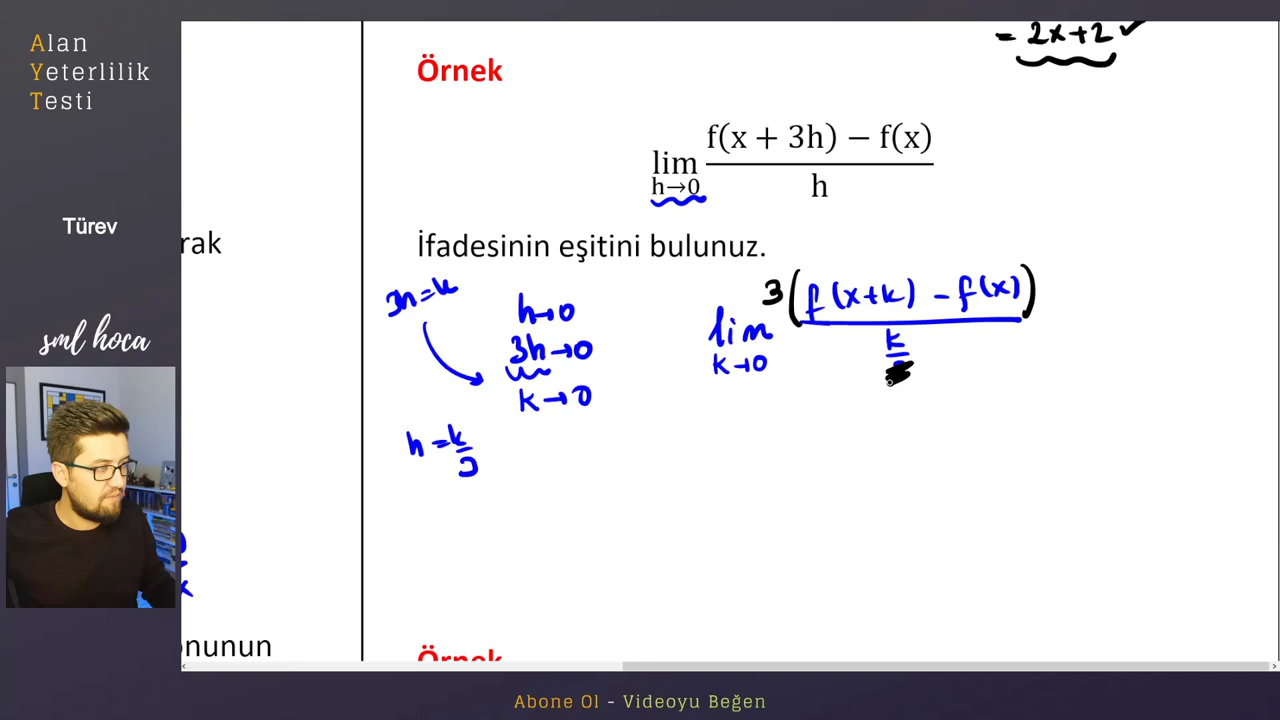 Alan
Yeterlilik
Testi
Türev
sml hoca
rak
nunun
= 2x+2 ✓
Örnek
lim h→0 f(x + 3h) − f(x) / h
İfadesinin eşitini bulunuz.
3h=k
h→0
3h→0
k→0
h = k/3
lim k→0 3(f(x+k) - f(x)) / k
Örnek
Abone Ol - Videoyu Beğen